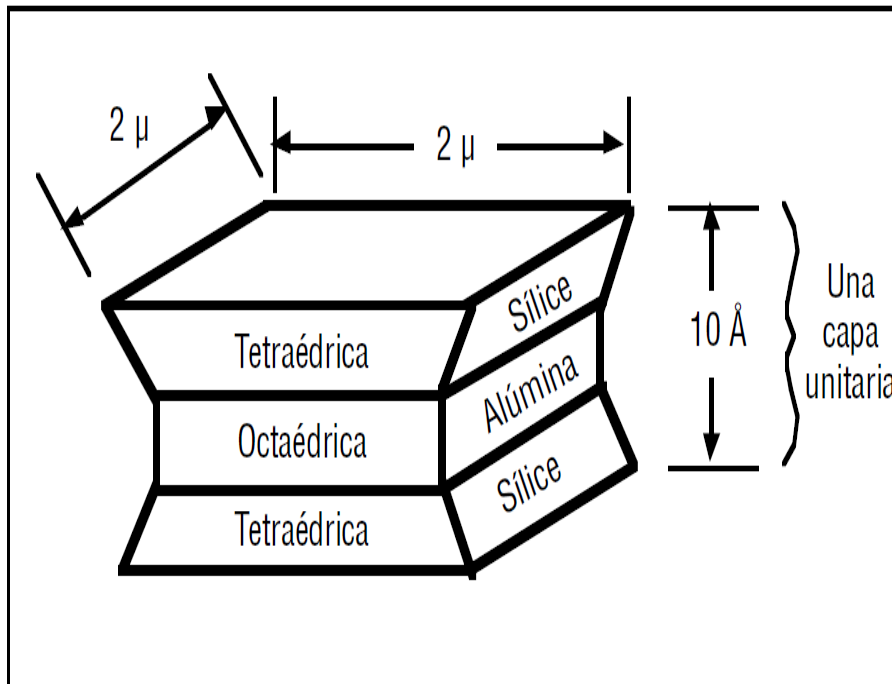 2 μ
2 μ
Sílice
Tetraédrica
10 Å
Una
capa
unitaria
Alúmina
Octaédrica
Sílice
Tetraédrica